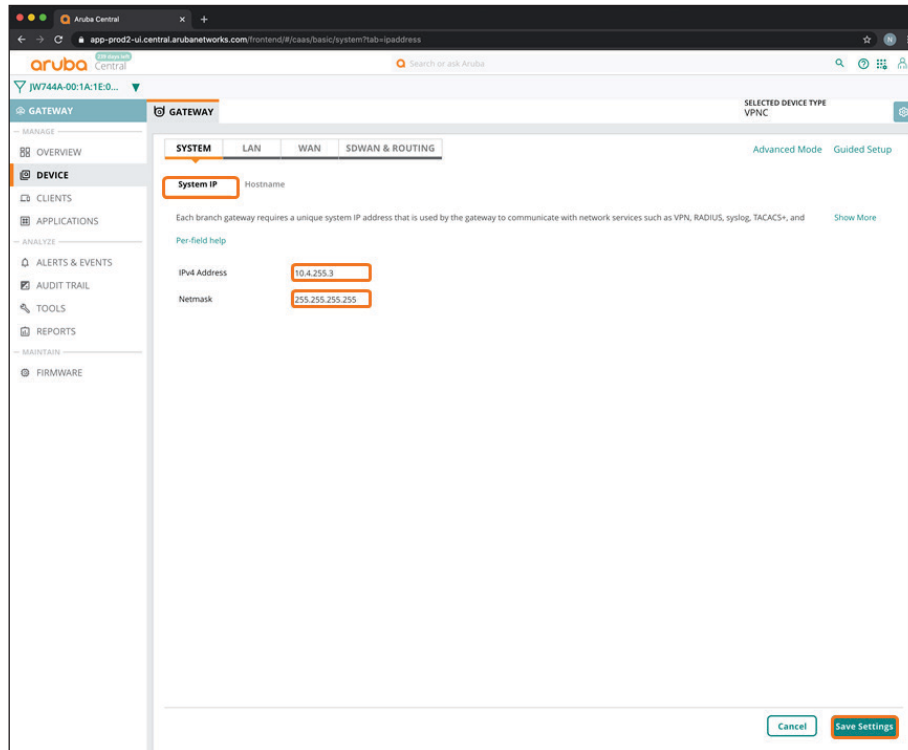 Aruba Central
app-prod2-ui.central.arubanetworks.com/frontend/#/caas/basic/system?tab=ipaddress
aruba Central
Search or ask Aruba
JW744A-00:1A:1E:0...
GATEWAY
GATEWAY
SELECTED DEVICE TYPE
VPNC
MANAGE
OVERVIEW
DEVICE
CLIENTS
APPLICATIONS
ANALYZE
ALERTS & EVENTS
AUDIT TRAIL
TOOLS
REPORTS
MAINTAIN
FIRMWARE
SYSTEM LAN WAN SDWAN & ROUTING
Advanced Mode Guided Setup
System IP Hostname
Each branch gateway requires a unique system IP address that is used by the gateway to communicate with network services such as VPN, RADIUS, syslog, TACACS+, and Show More
Per-field help
IPv4 Address 10.4.255.3
Netmask 255.255.255.255
Cancel Save Settings